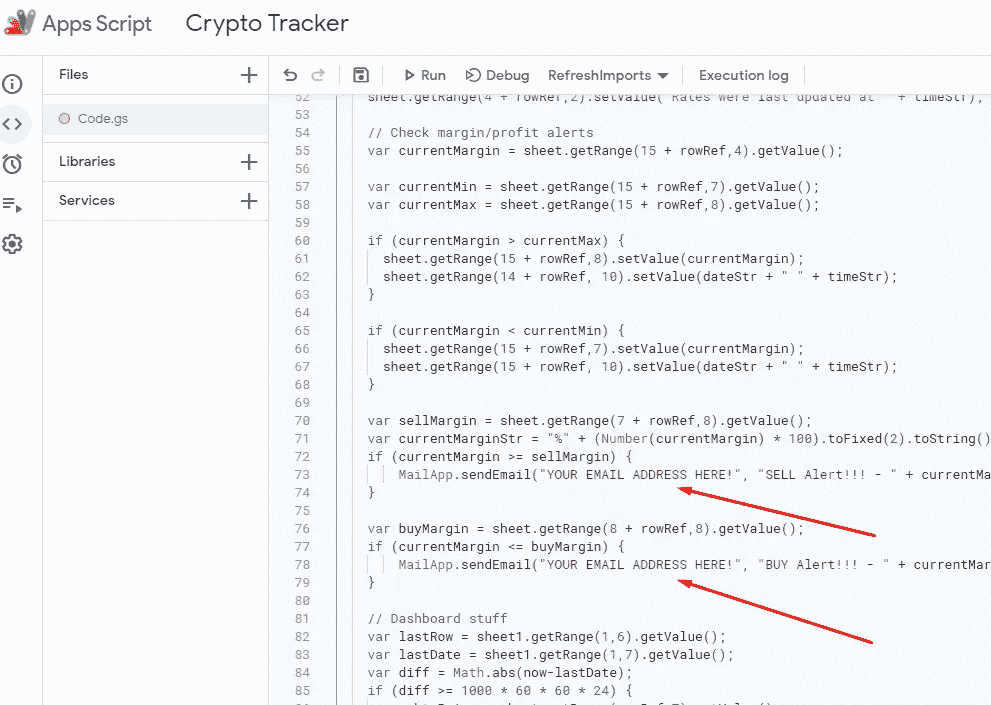 Apps Script Crypto Tracker
Files
Run Debug RefreshImports Execution log
Code.gs
Libraries
Services
52 sheet.getRange(4 + rowRef,2).setValue("Rates were last updated at " + timeStr);
53
54 // Check margin/profit alerts
55 var currentMargin = sheet.getRange(15 + rowRef,4).getValue();
56
57 var currentMin = sheet.getRange(15 + rowRef,7).getValue();
58 var currentMax = sheet.getRange(15 + rowRef,8).getValue();
59
60 if (currentMargin > currentMax) {
61 sheet.getRange(15 + rowRef,8).setValue(currentMargin);
62 sheet.getRange(14 + rowRef, 10).setValue(dateStr + " " + timeStr);
63 }
64
65 if (currentMargin < currentMin) {
66 sheet.getRange(15 + rowRef,7).setValue(currentMargin);
67 sheet.getRange(15 + rowRef, 10).setValue(dateStr + " " + timeStr);
68 }
69
70 var sellMargin = sheet.getRange(7 + rowRef,8).getValue();
71 var currentMarginStr = "%" + (Number(currentMargin) * 100).toFixed(2).toString()
72 if (currentMargin >= sellMargin) {
73 MailApp.sendEmail("YOUR EMAIL ADDRESS HERE!", "SELL Alert!!! - " + currentMa
74 }
75
76 var buyMargin = sheet.getRange(8 + rowRef,8).getValue();
77 if (currentMargin <= buyMargin) {
78 MailApp.sendEmail("YOUR EMAIL ADDRESS HERE!", "BUY Alert!!! - " + currentMar
79 }
80
81 // Dashboard stuff
82 var lastRow = sheet1.getRange(1,6).getValue();
83 var lastDate = sheet1.getRange(1,7).getValue();
84 var diff = Math.abs(now-lastDate);
85 if (diff >= 1000 * 60 * 60 * 24) {